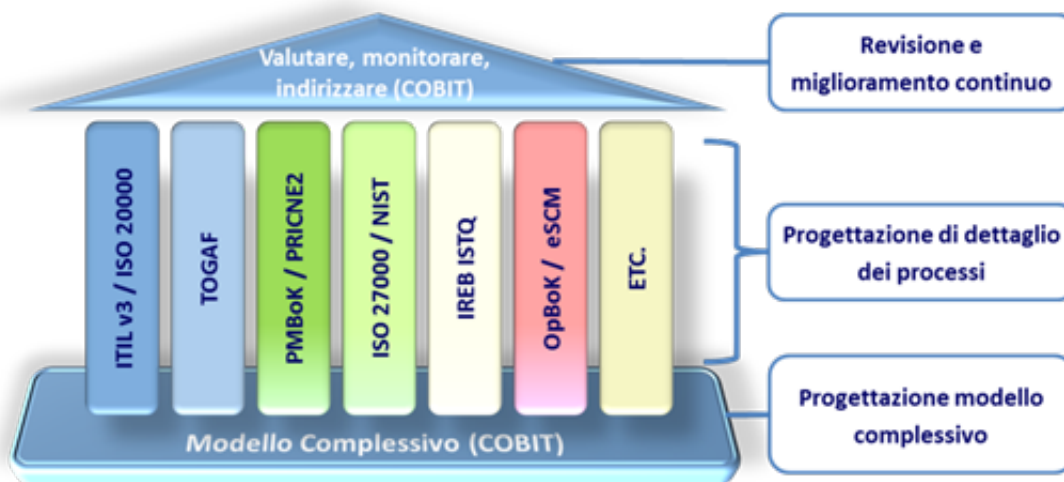 Valutare, monitorare,
indirizzare (COBIT)
Revisione e
miglioramento continuo
ITIL v3 / ISO 20000
TOGAF
PMBoK / PRICNE2
ISO 27000 / NIST
IREB ISTQ
OpBoK / eSCM
ETC.
Progettazione di dettaglio
dei processi
Modello Complessivo (COBIT)
Progettazione modello
complessivo